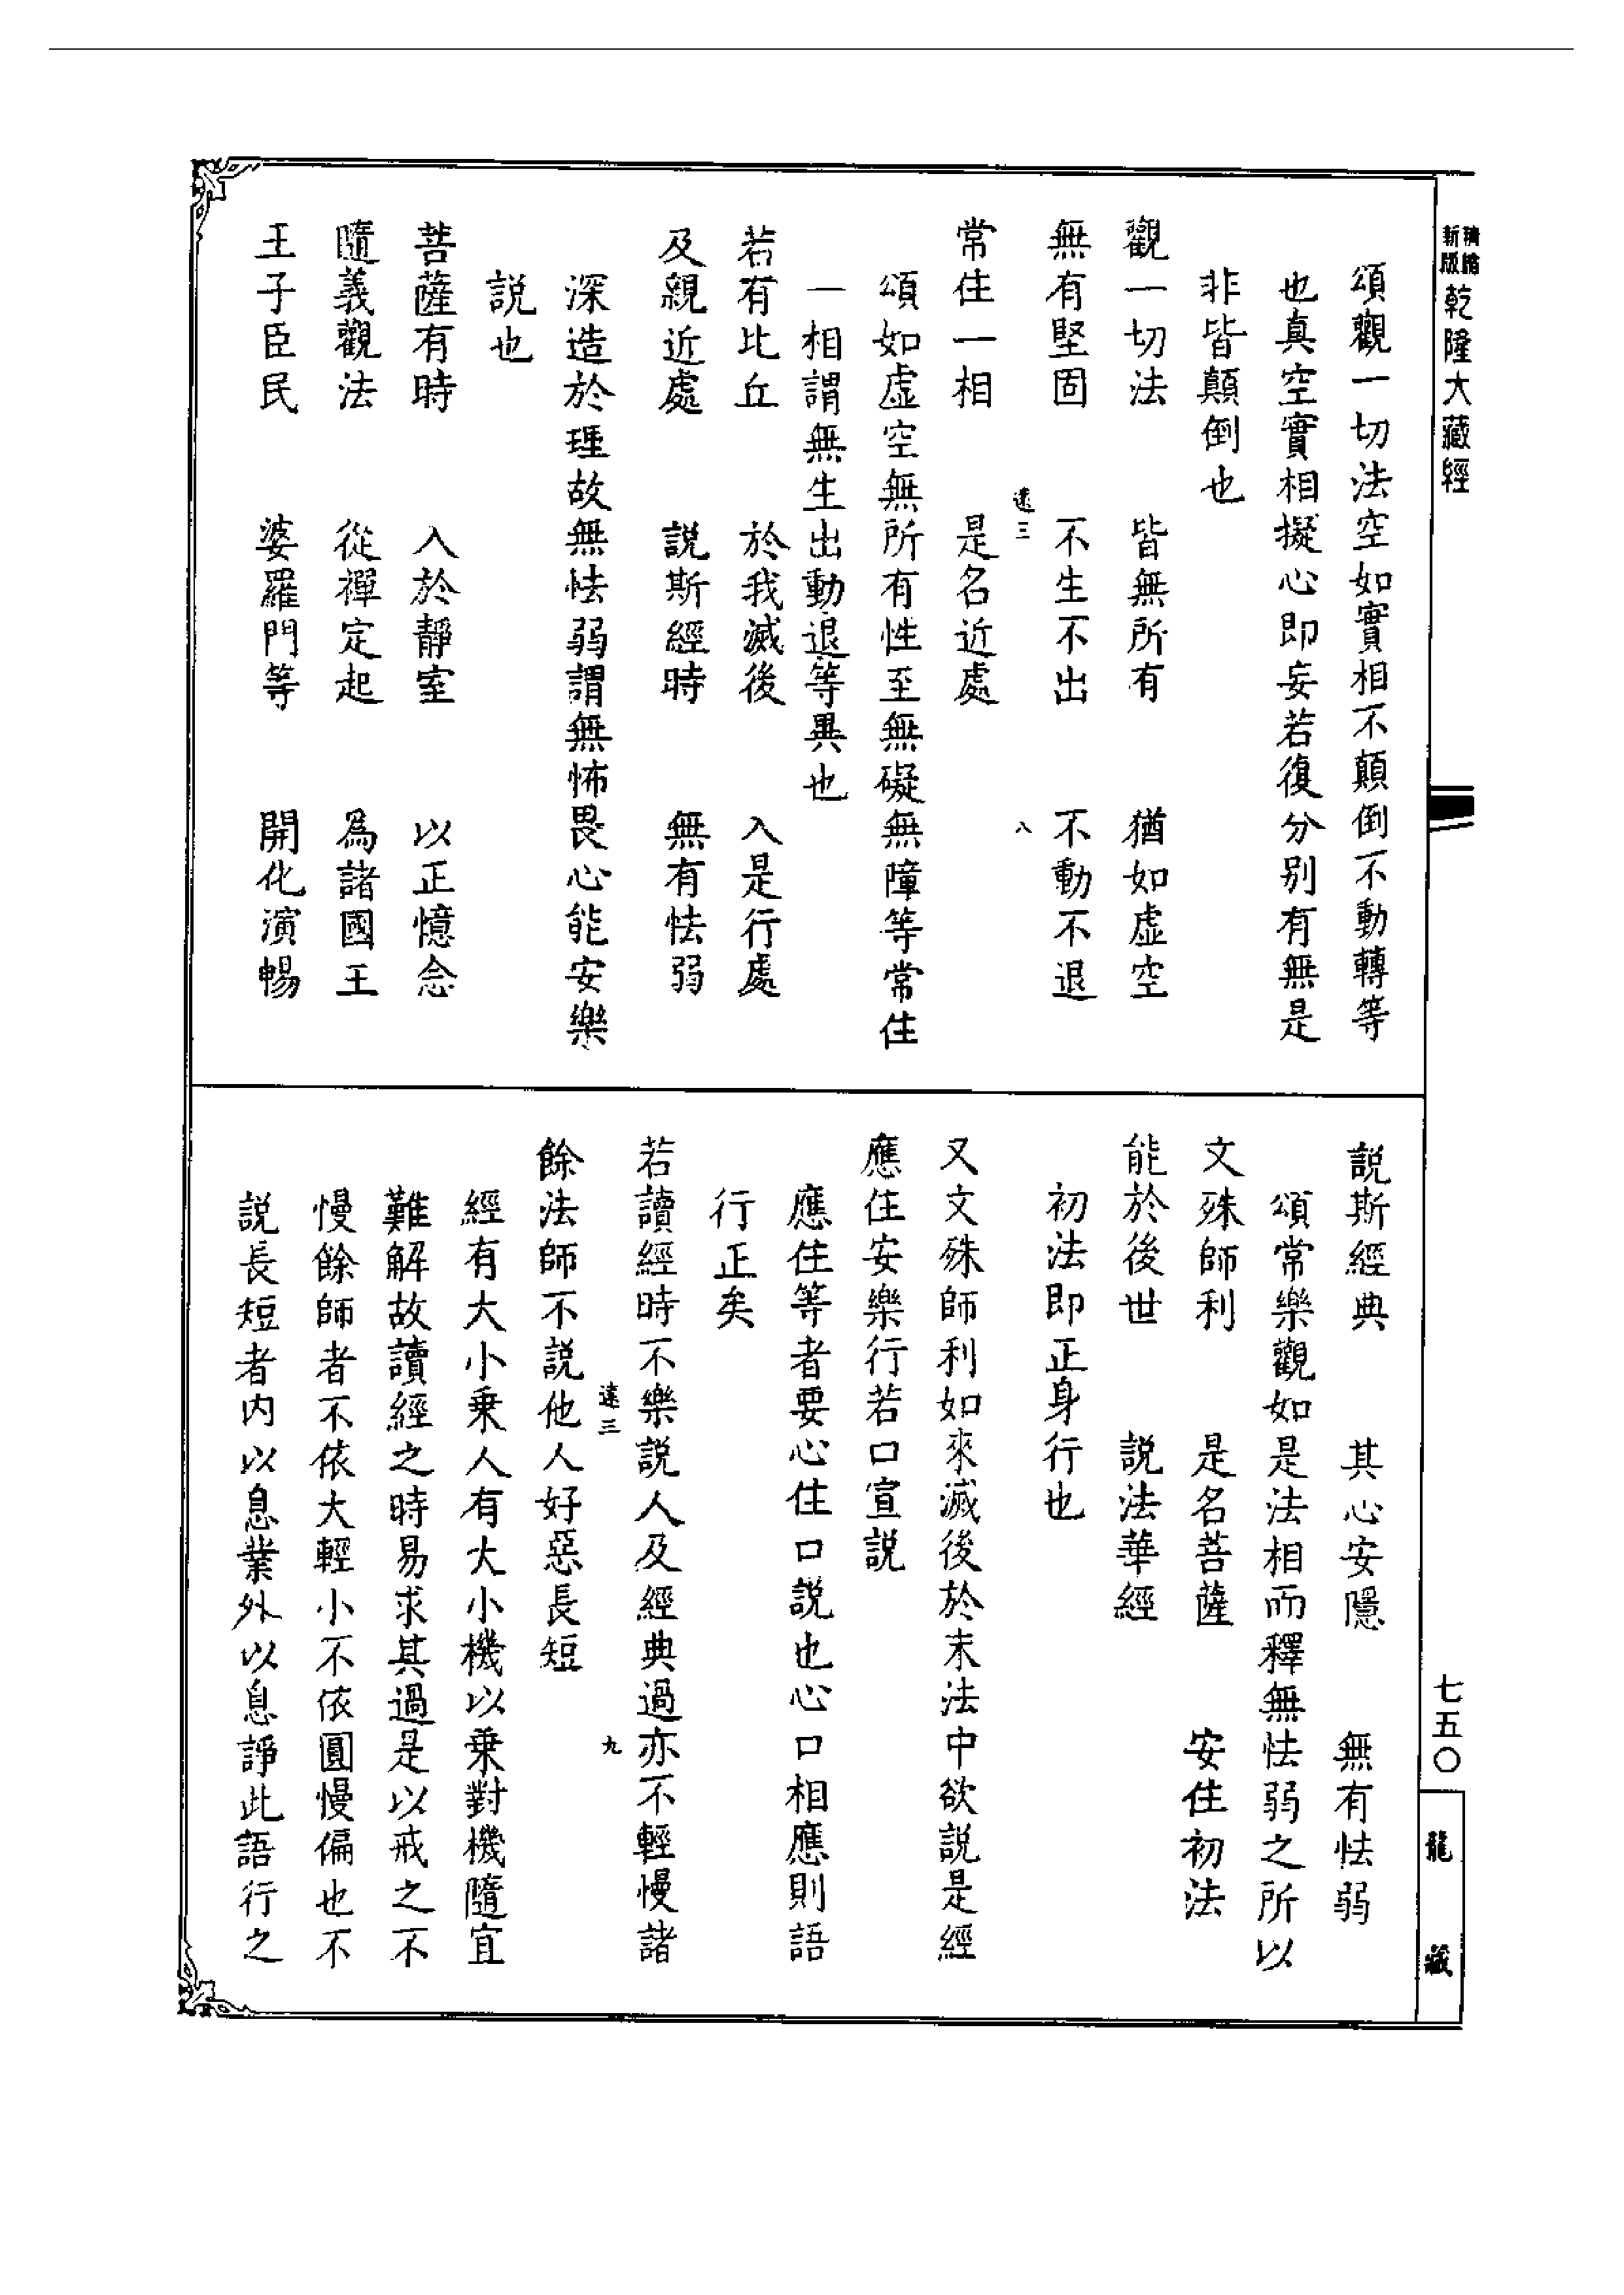 新版
精縮
乾隆大藏經
頌觀一切法空如實相不顛倒不動轉等
也真空實相擬心即妄若復分別有無是
非皆顛倒也
觀一切法　皆無所有　猶如虛空
無有堅固　不生不出　不動不退
遠三　八
常住一相　是名近處
頌如虛空無所有性至無礙無障等常住
一相謂無生出動退等異也
若有比丘　於我滅後　入是行處
及親近處　說斯經時　無有怯弱
深造於理故無怯弱謂無怖畏心能安樂
說也
菩薩有時　入於靜室　以正憶念
隨義觀法　從禪定起　為諸國王
王子臣民　婆羅門等　開化演暢
七五〇
龍藏
說斯經典　其心安隱　無有怯弱
頌常樂觀如是法相而釋無怯弱之所以
文殊師利　是名菩薩　安住初法
能於後世　說法華經
初法即正身行也
又文殊師利如來滅後於末法中欲說是經
應住安樂行若口宣說
應住等者要心住口說也心口相應則語
行正矣
若讀經時不樂說人及經典過亦不輕慢諸
遠三　九
餘法師不說他人好惡長短
經有大小乘人有大小機以乘對機隨宜
難解故讀經之時易求其過是以戒之不
慢餘師者不依大輕小不依圓慢偏也不
說長短者內以息業外以息諍此語行之